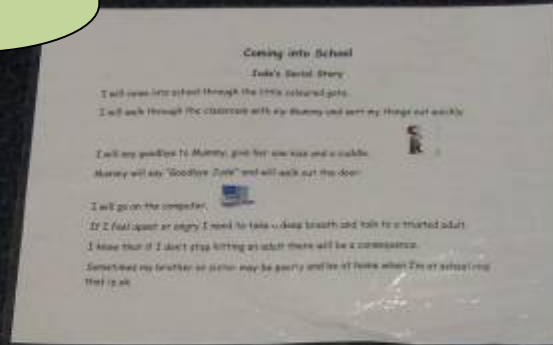 Coming into School
Jude's Social Story
I will come into school through the little coloured gate.
I will walk through the classroom with my Mummy and sort my things out quickly.
I will say goodbye to Mummy, give her one kiss and a cuddle.
Mummy will say "Goodbye Jude" and will walk out the door.
I will go on the computer.
If I feel upset or angry I need to take a deep breath and talk to a trusted adult.
I know that if I don't stop hitting an adult there will be a consequence.
Sometimes my brother or sister may be poorly and be at home when I'm at school
that is ok